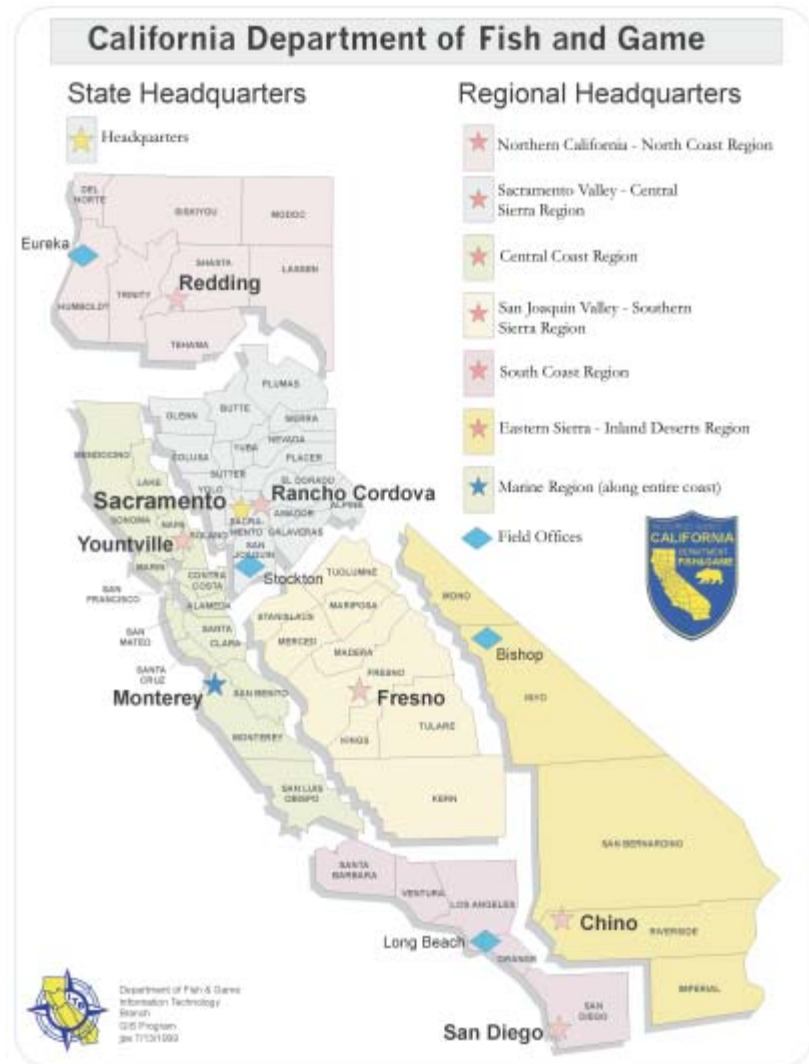 California Department of Fish and Game
State Headquarters
Headquarters
Regional Headquarters
Northern California - North Coast Region
Sacramento Valley - Central
Sierra Region
Central Coast Region
San Joaquin Valley - Southern
Sierra Region
South Coast Region
Eastern Sierra - Inland Deserts Region
Marine Region (along entire coast)
Field Offices
CALIFORNIA
DEPARTMENT
FISH&GAME
DEL
NORTE
SISKIYOU
MODOC
Eureka
SHASTA
LASSEN
Redding
TRINITY
HUMBOLDT
TEHAMA
PLUMAS
GLENN
BUTTE
SIERRA
MENDOCINO
COLUSA
YUBA
NEVADA
PLACER
LAKE
SUTTER
YOLO
EL DORADO
Sacramento
Rancho Cordova
ALPINE
SONOMA
NAPA
SOLANO
SACRA-
MENTO
AMADOR
CALAVERAS
Yountville
SAN
JOAQUIN
MARIN
Stockton
CONTRA
COSTA
SAN
FRANCISCO
ALAMEDA
SAN
MATEO
SANTA
CLARA
SANTA
CRUZ
Monterey
SAN BENITO
MONTEREY
SAN LUIS
OBISPO
TUOLUMNE
MARIPOSA
STANISLAUS
MERCED
MADERA
FRESNO
Fresno
KINGS
TULARE
KERN
MONO
Bishop
INYO
SAN BERNARDINO
SANTA
BARBARA
VENTURA
LOS ANGELES
Long Beach
ORANGE
Chino
RIVERSIDE
IMPERIAL
SAN
DIEGO
San Diego
Department of Fish & Game
Information Technology
Branch
GIS Program